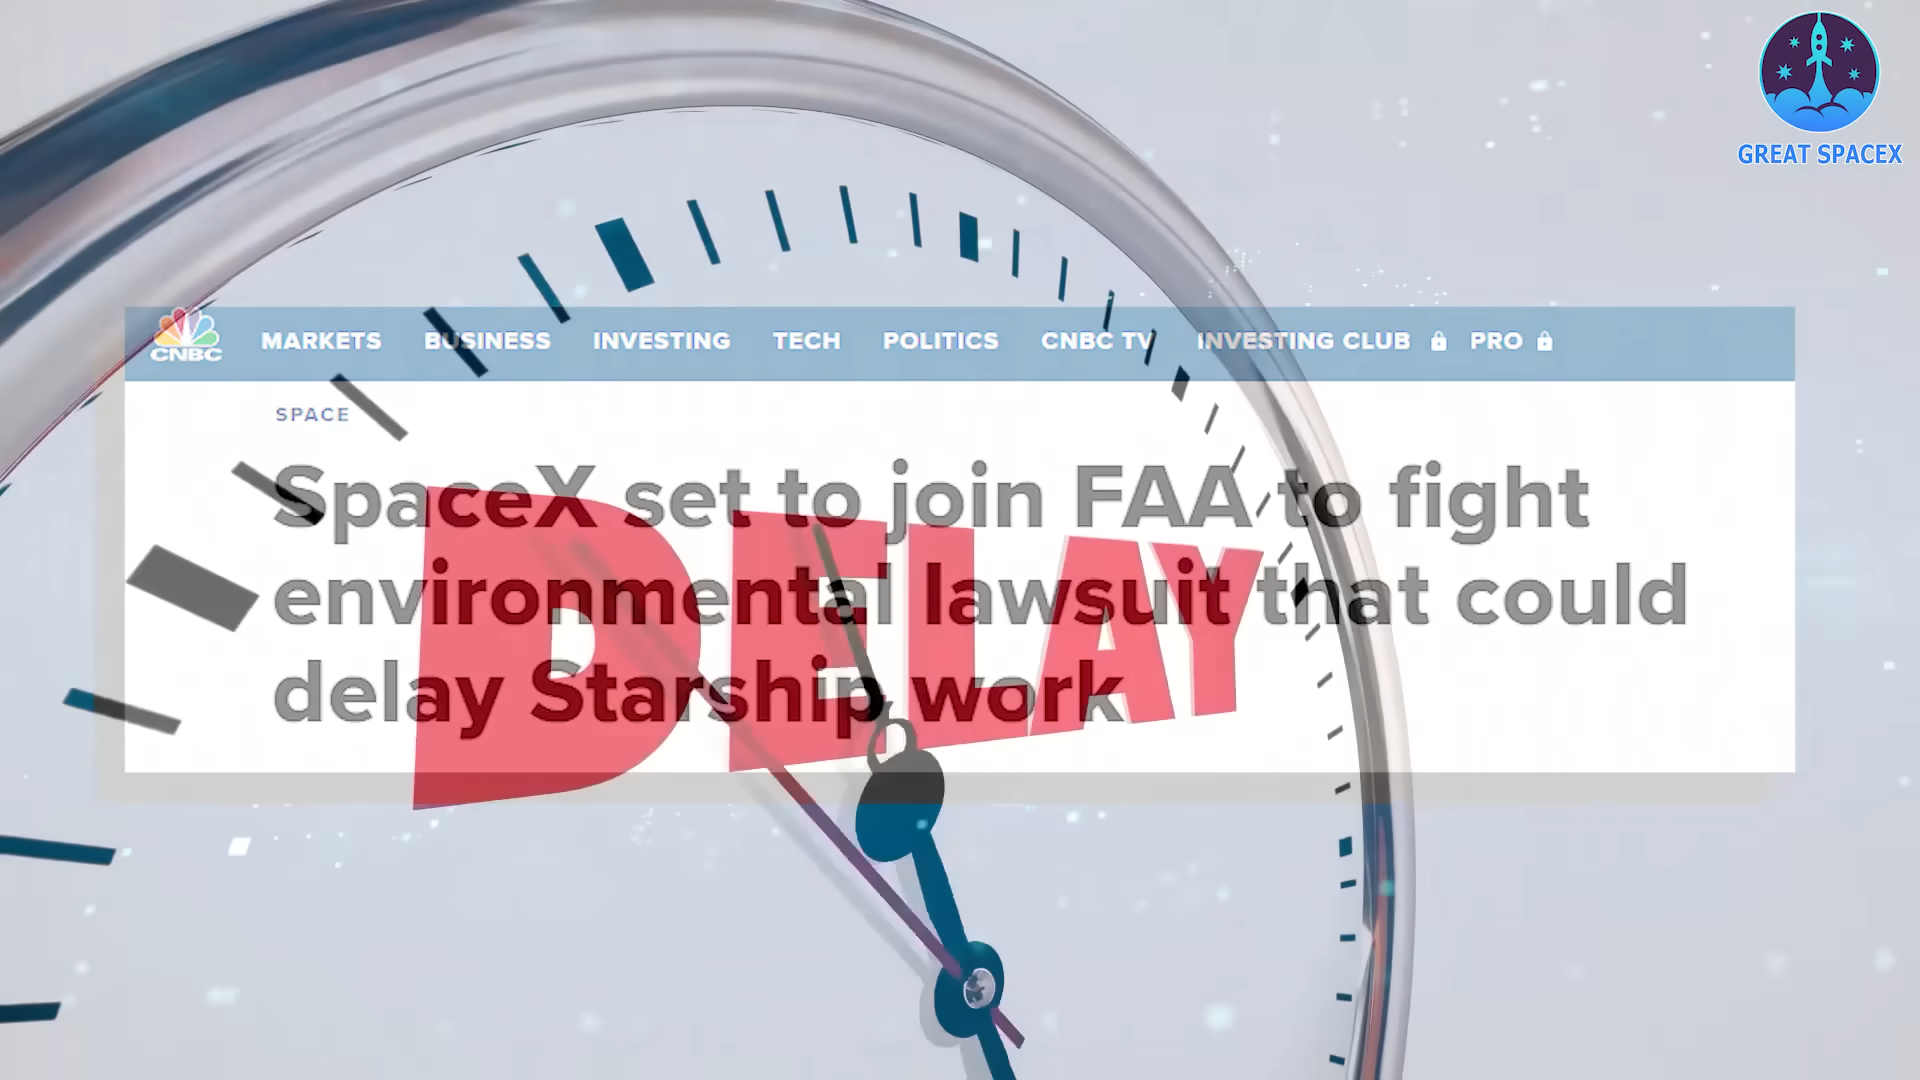 GREAT SPACEX
CNBC
MARKETS BUSINESS INVESTING TECH POLITICS CNBC TV INVESTING CLUB PRO
SPACE
SpaceX set to join FAA to fight
environmental lawsuit that could
delay Starship work
DELAY